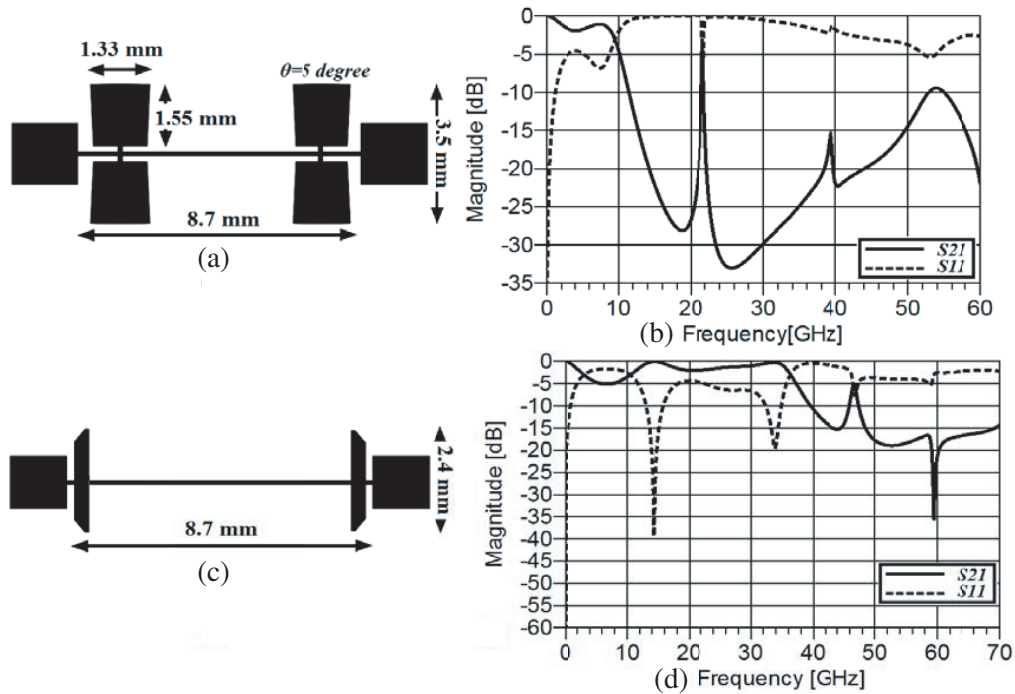 1.33 mm
θ=5 degree
1.55 mm
3.5 mm
8.7 mm
(a)
Magnitude [dB]
0
-5
-10
-15
-20
-25
-30
-35
0 10 20 30 40 50 60
S21
S11
(b) Frequency[GHz]
2.4 mm
8.7 mm
(c)
Magnitude [dB]
0
-5
-10
-15
-20
-25
-30
-35
-40
-45
-50
-55
-60
0 10 20 30 40 50 60 70
S21
S11
(d) Frequency [GHz]